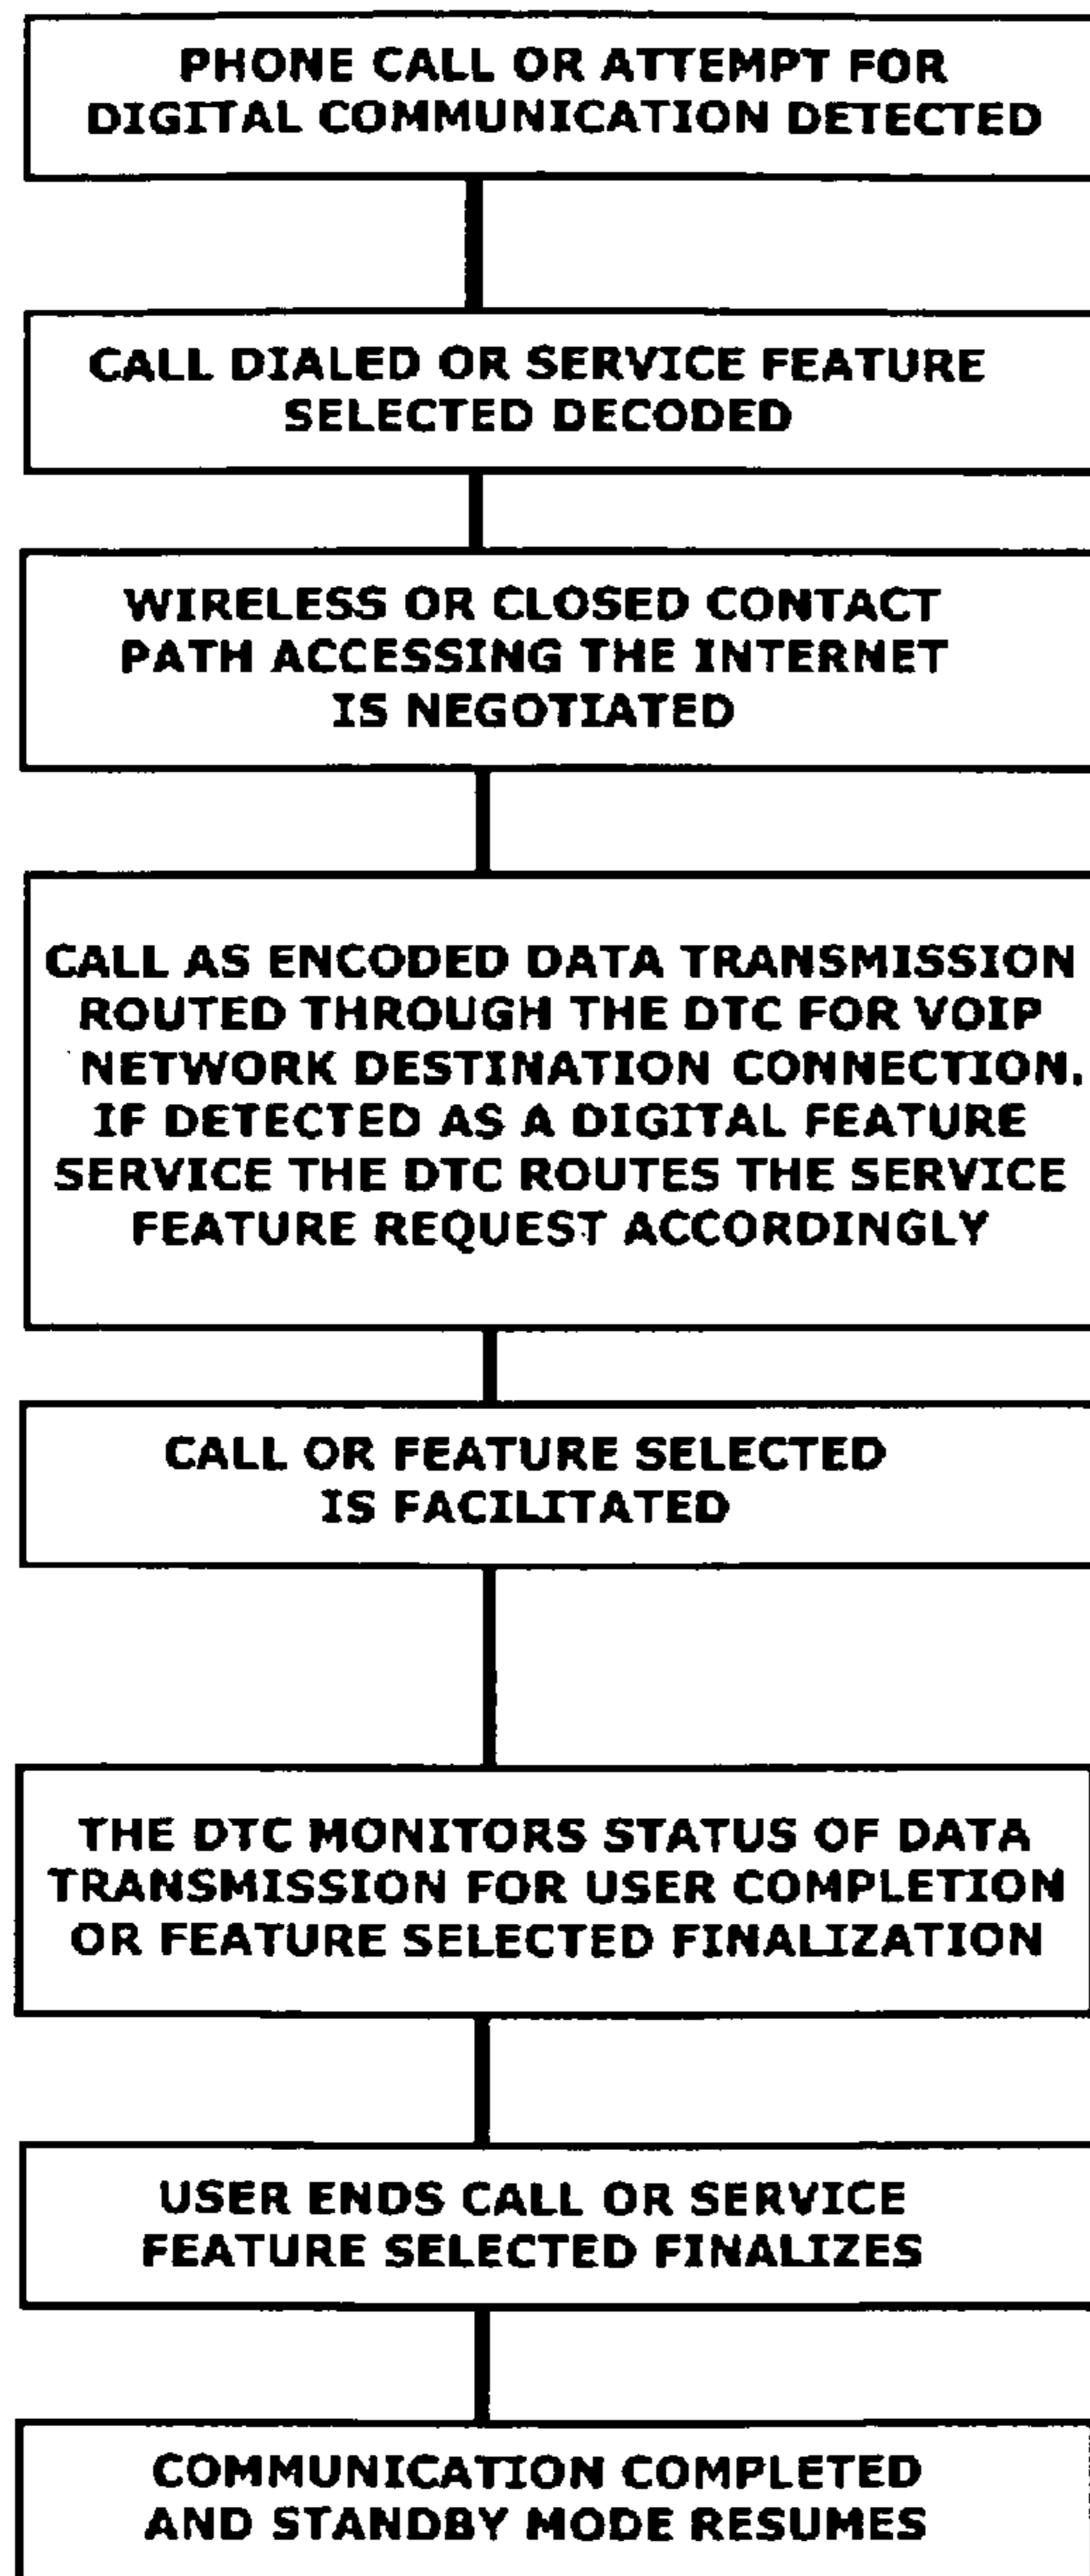 PHONE CALL OR ATTEMPT FOR
DIGITAL COMMUNICATION DETECTED
CALL DIALED OR SERVICE FEATURE
SELECTED DECODED
WIRELESS OR CLOSED CONTACT
PATH ACCESSING THE INTERNET
IS NEGOTIATED
CALL AS ENCODED DATA TRANSMISSION
ROUTED THROUGH THE DTC FOR VOIP
NETWORK DESTINATION CONNECTION.
IF DETECTED AS A DIGITAL FEATURE
SERVICE THE DTC ROUTES THE SERVICE
FEATURE REQUEST ACCORDINGLY
CALL OR FEATURE SELECTED
IS FACILITATED
THE DTC MONITORS STATUS OF DATA
TRANSMISSION FOR USER COMPLETION
OR FEATURE SELECTED FINALIZATION
USER ENDS CALL OR SERVICE
FEATURE SELECTED FINALIZES
COMMUNICATION COMPLETED
AND STANDBY MODE RESUMES